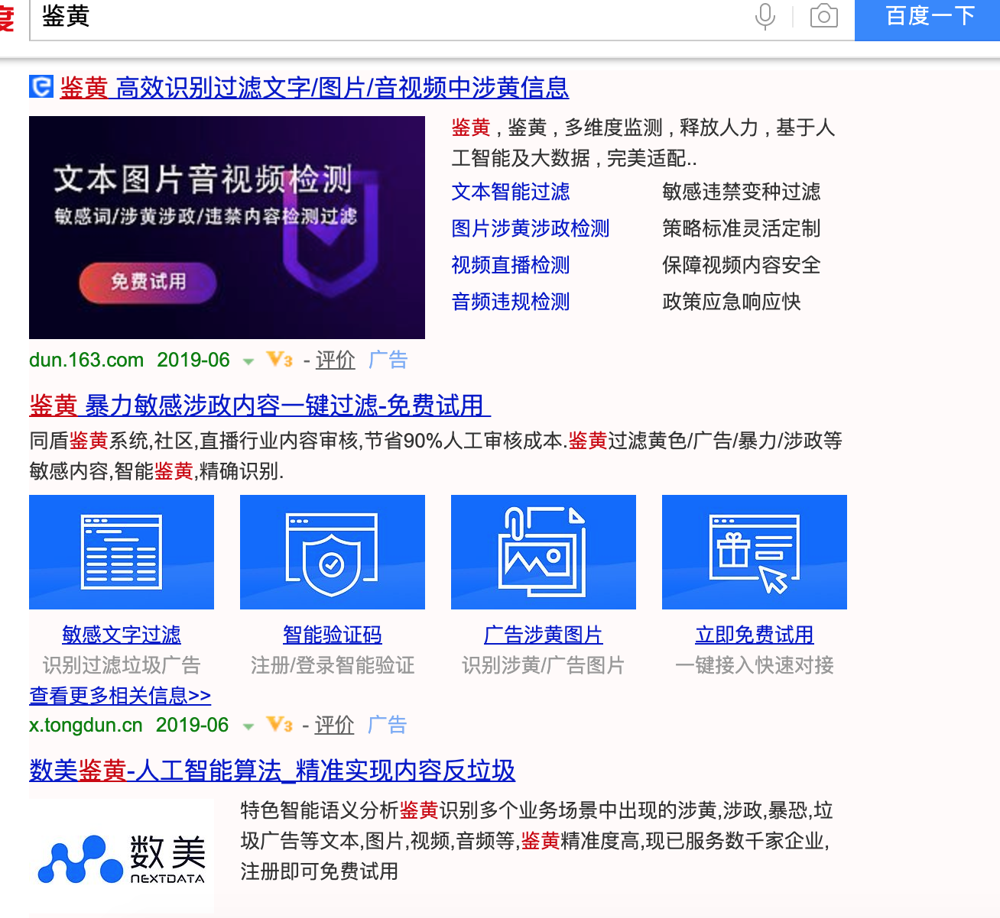 度
鉴黄
百度一下
鉴黄 高效识别过滤文字/图片/音视频中涉黄信息
文本图片音视频检测
敏感词/涉黄涉政/违禁内容检测过滤
免费试用
鉴黄，鉴黄，多维度监测，释放人力，基于人
工智能及大数据，完美适配..
文本智能过滤 敏感违禁变种过滤
图片涉黄涉政检测 策略标准灵活定制
视频直播检测 保障视频内容安全
音频违规检测 政策应急响应快
dun.163.com 2019-06 V3 - 评价 广告
鉴黄 暴力敏感涉政内容一键过滤-免费试用
同盾鉴黄系统,社区,直播行业内容审核,节省90%人工审核成本.鉴黄过滤黄色/广告/暴力/涉政等
敏感内容,智能鉴黄,精确识别.
敏感文字过滤 智能验证码 广告涉黄图片 立即免费试用
识别过滤垃圾广告 注册/登录智能验证 识别涉黄/广告图片 一键接入快速对接
查看更多相关信息>>
x.tongdun.cn 2019-06 V3 - 评价 广告
数美鉴黄-人工智能算法_精准实现内容反垃圾
数美
NEXTDATA
特色智能语义分析鉴黄识别多个业务场景中出现的涉黄,涉政,暴恐,垃
圾广告等文本,图片,视频,音频等,鉴黄精准度高,现已服务数千家企业,
注册即可免费试用